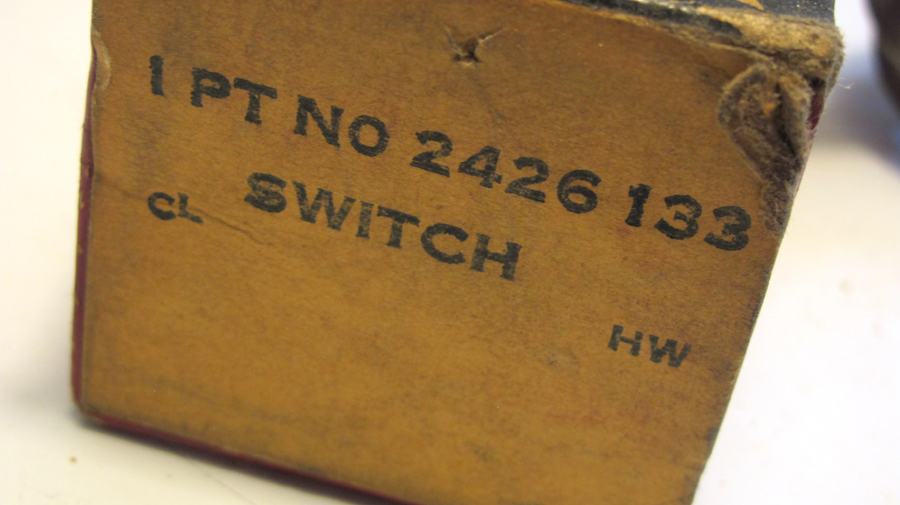 1 PT NO 2426 133
CL SWITCH
HW